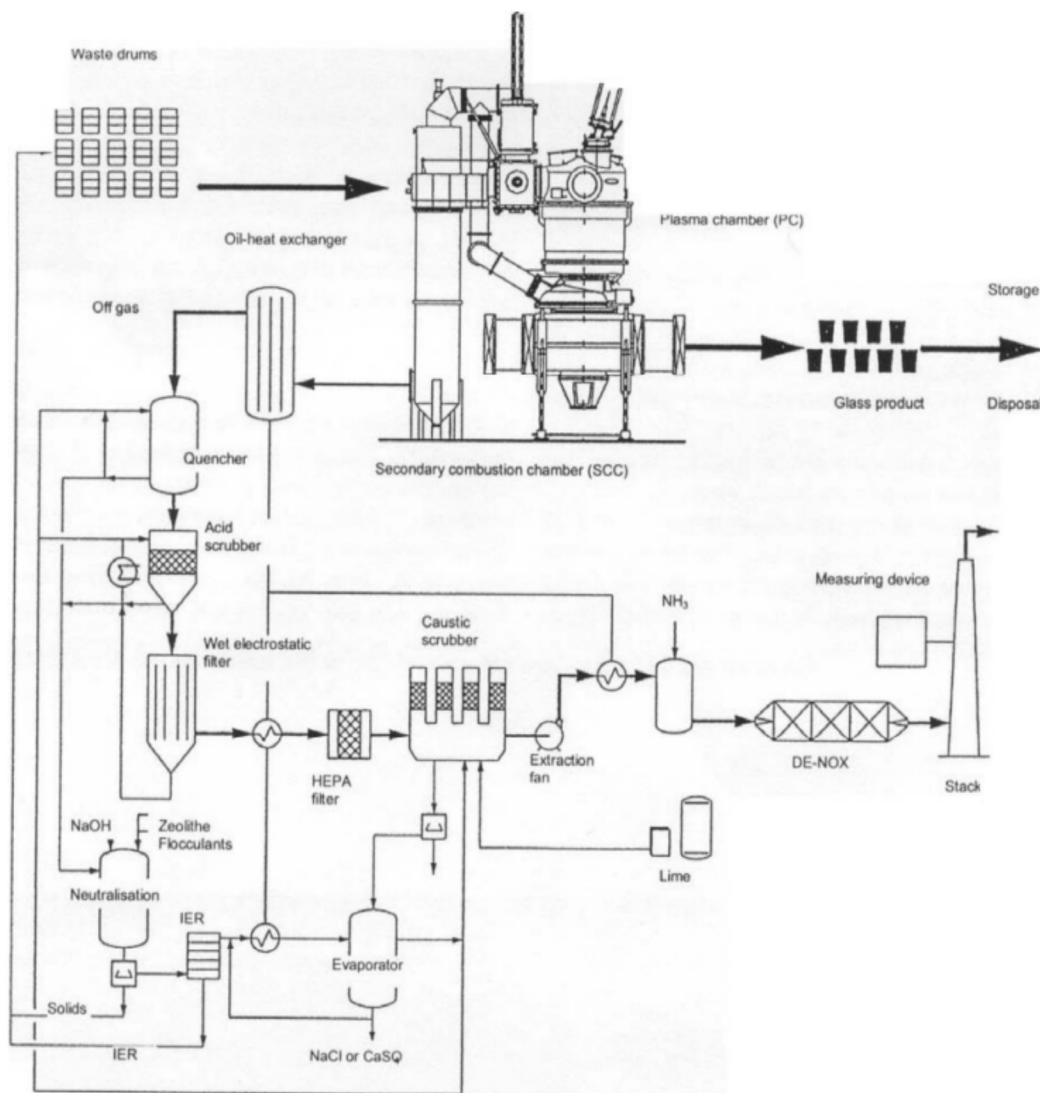 Waste drums
Plasma chamber (PC)
Oil-heat exchanger
Off gas
Storage
Glass product
Disposal
Quencher
Secondary combustion chamber (SCC)
Acid
scrubber
Measuring device
NH₃
Caustic
scrubber
Wet electrostatic
filter
Extraction
fan
DE-NOX
HEPA
filter
Stack
NaOH
Zeolithe
Flocculants
Lime
Neutralisation
IER
Evaporator
Solids
IER
NaCl or CaSO